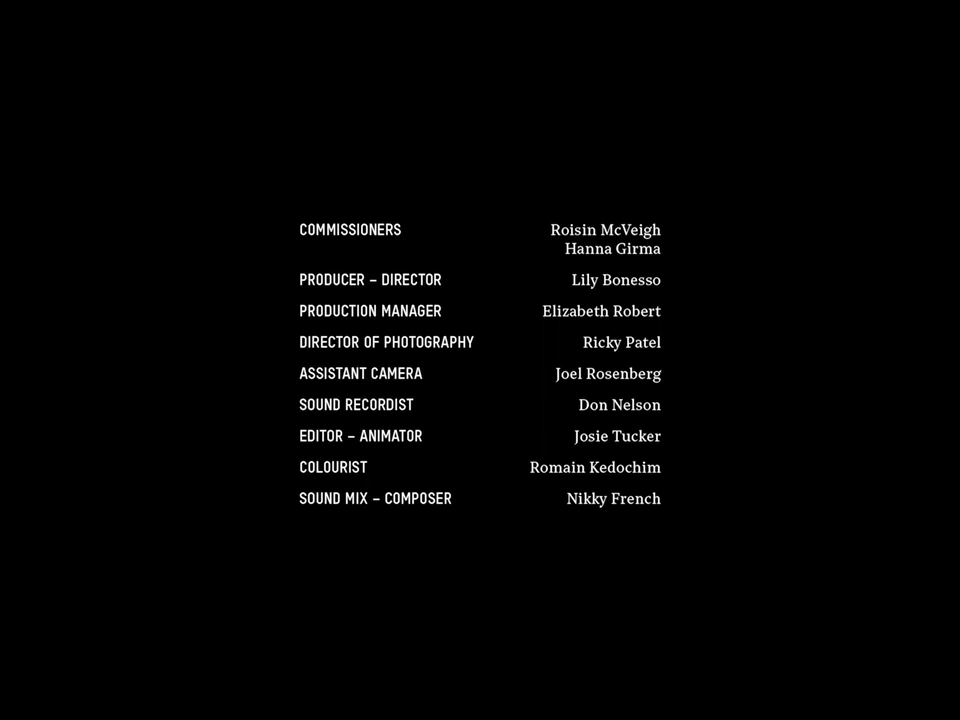 COMMISSIONERS Roisin McVeigh
Hanna Girma
PRODUCER – DIRECTOR Lily Bonesso
PRODUCTION MANAGER Elizabeth Robert
DIRECTOR OF PHOTOGRAPHY Ricky Patel
ASSISTANT CAMERA Joel Rosenberg
SOUND RECORDIST Don Nelson
EDITOR – ANIMATOR Josie Tucker
COLOURIST Romain Kedochim
SOUND MIX – COMPOSER Nikky French